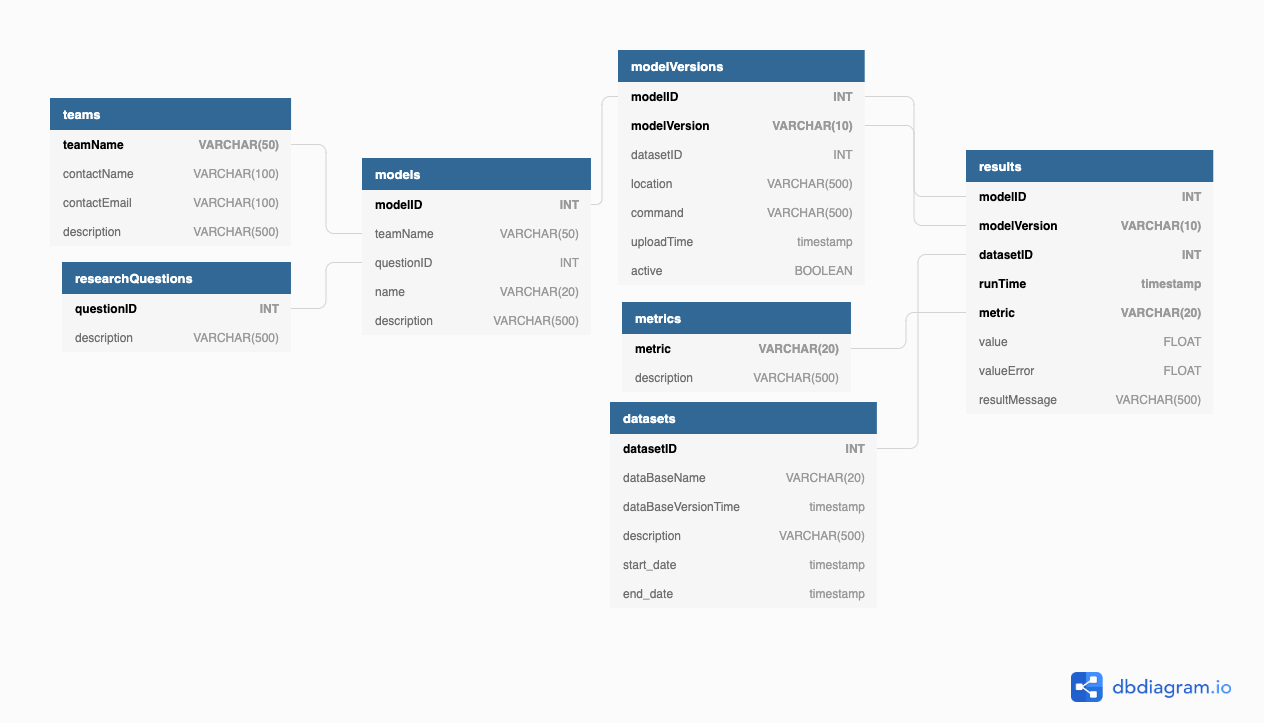 teams
teamName VARCHAR(50)
contactName VARCHAR(100)
contactEmail VARCHAR(100)
description VARCHAR(500)
researchQuestions
questionID INT
description VARCHAR(500)
models
modelID INT
teamName VARCHAR(50)
questionID INT
name VARCHAR(20)
description VARCHAR(500)
modelVersions
modelID INT
modelVersion VARCHAR(10)
datasetID INT
location VARCHAR(500)
command VARCHAR(500)
uploadTime timestamp
active BOOLEAN
metrics
metric VARCHAR(20)
description VARCHAR(500)
datasets
datasetID INT
dataBaseName VARCHAR(20)
dataBaseVersionTime timestamp
description VARCHAR(500)
start_date timestamp
end_date timestamp
results
modelID INT
modelVersion VARCHAR(10)
datasetID INT
runTime timestamp
metric VARCHAR(20)
value FLOAT
valueError FLOAT
resultMessage VARCHAR(500)
dbdiagram.io